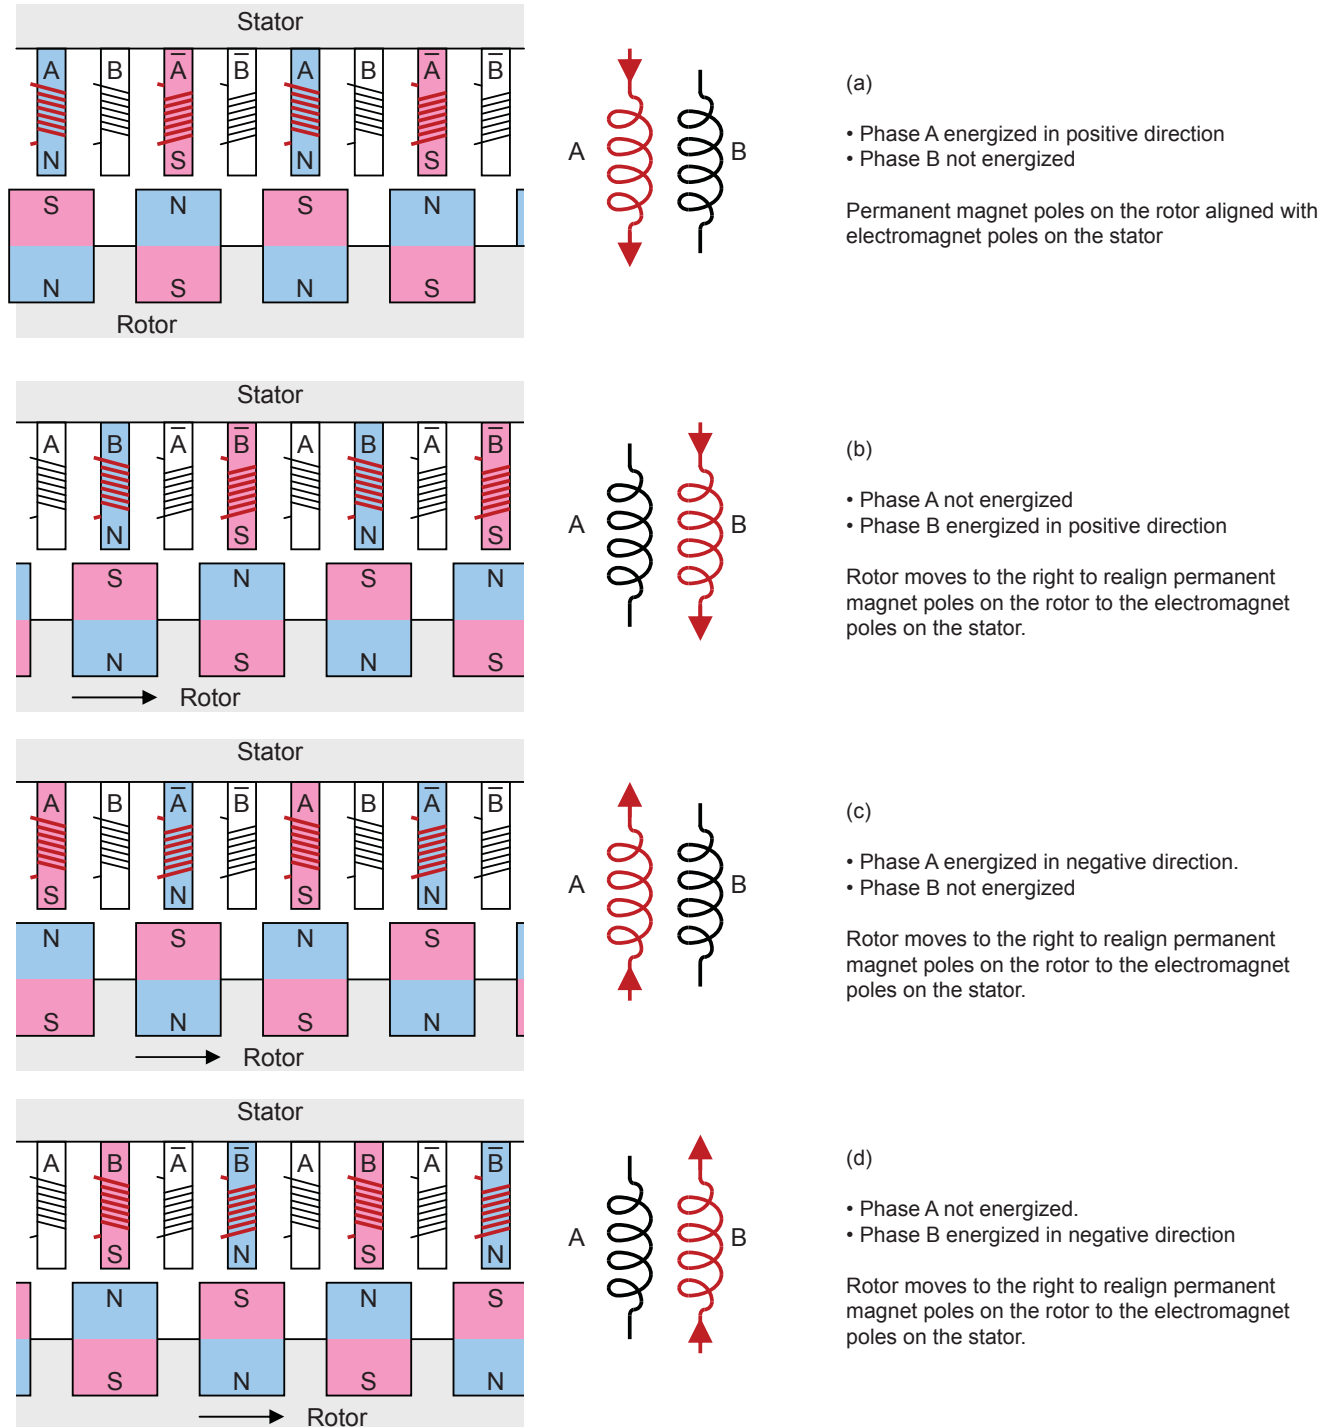 Stator
A B A̅ B̅ A B A̅ B̅
N S N S
S N S N
N S N S
Rotor
A B
(a)
• Phase A energized in positive direction
• Phase B not energized
Permanent magnet poles on the rotor aligned with
electromagnet poles on the stator
Stator
A B A̅ B̅ A B A̅ B̅
N S N S
S N S N
N S N S
Rotor
A B
(b)
• Phase A not energized
• Phase B energized in positive direction
Rotor moves to the right to realign permanent
magnet poles on the rotor to the electromagnet
poles on the stator.
Stator
A B A̅ B̅ A B A̅ B̅
S N S N
N S N S
S N S N
Rotor
A B
(c)
• Phase A energized in negative direction.
• Phase B not energized
Rotor moves to the right to realign permanent
magnet poles on the rotor to the electromagnet
poles on the stator.
Stator
A B A̅ B̅ A B A̅ B̅
S N S N
N S N S
S N S N
Rotor
A B
(d)
• Phase A not energized.
• Phase B energized in negative direction
Rotor moves to the right to realign permanent
magnet poles on the rotor to the electromagnet
poles on the stator.